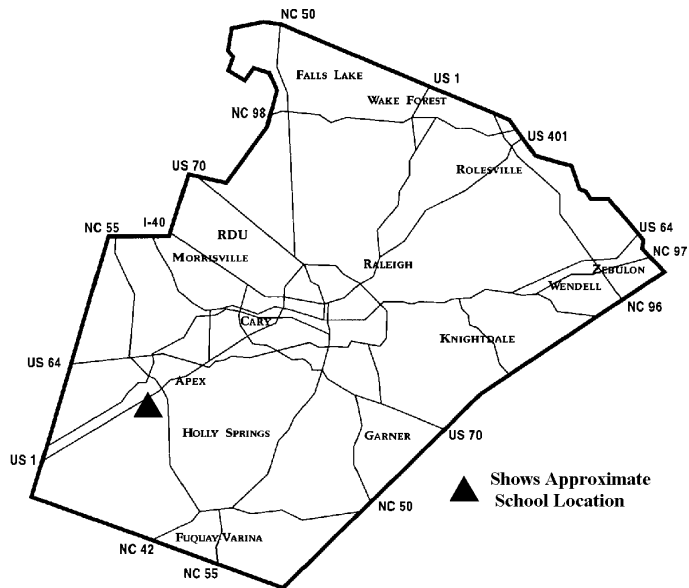 NC 50
FALLS LAKE
US 1
WAKE FOREST
NC 98
US 401
US 70
ROLESVILLE
NC 55
I-40
RDU
US 64
MORRISVILLE
RALEIGH
NC 97
ZEBULON
WENDELL
NC 96
CARY
KNIGHTDALE
US 64
APEX
HOLLY SPRINGS
GARNER
US 70
US 1
Shows Approximate
School Location
NC 50
FUQUAY VARINA
NC 42
NC 55